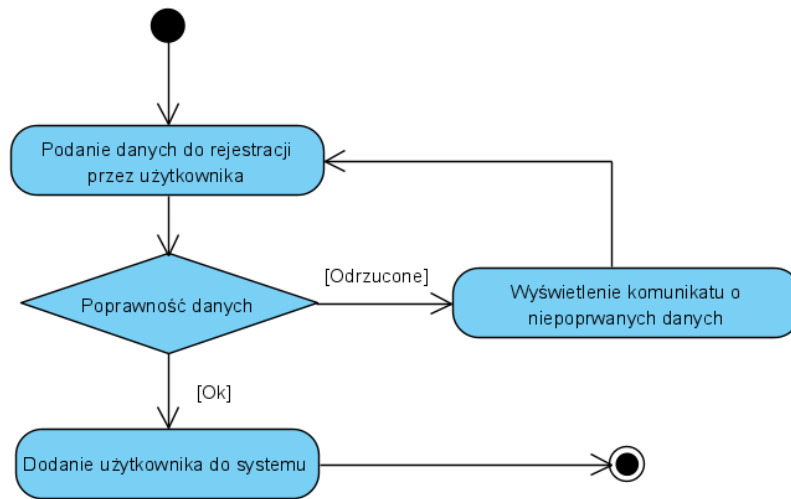 Podanie danych do rejestracji
przez użytkownika
Poprawność danych
[Odrzucone]
Wyświetlenie komunikatu o
niepoprwanych danych
[Ok]
Dodanie użytkownika do systemu